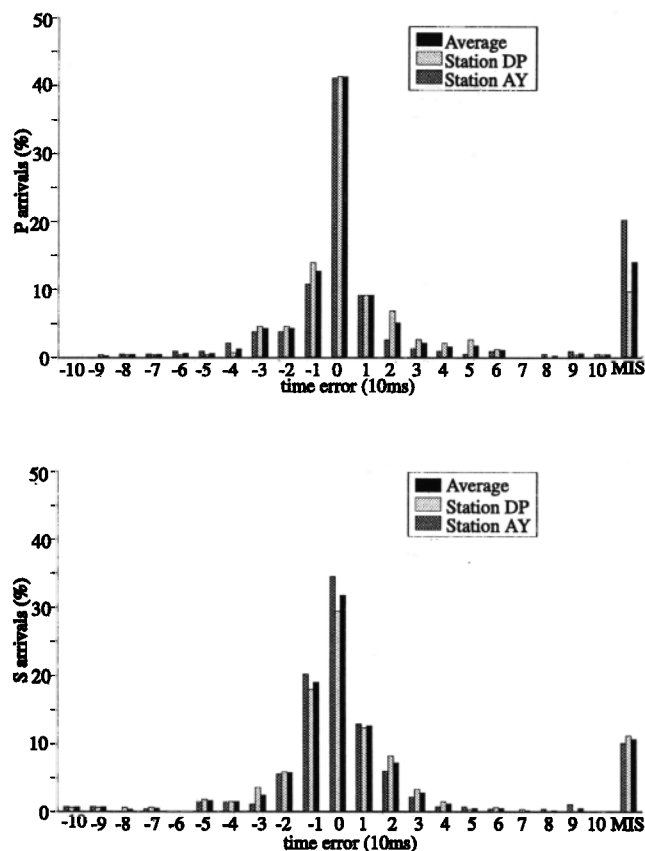 50
40
30
20
10
0
P arrivals (%)
Average
Station DP
Station AY
-10 -9 -8 -7 -6 -5 -4 -3 -2 -1 0 1 2 3 4 5 6 7 8 9 10 MIS
time error (10ms)
50
40
30
20
10
0
S arrivals (%)
Average
Station DP
Station AY
-10 -9 -8 -7 -6 -5 -4 -3 -2 -1 0 1 2 3 4 5 6 7 8 9 10 MIS
time error (10ms)